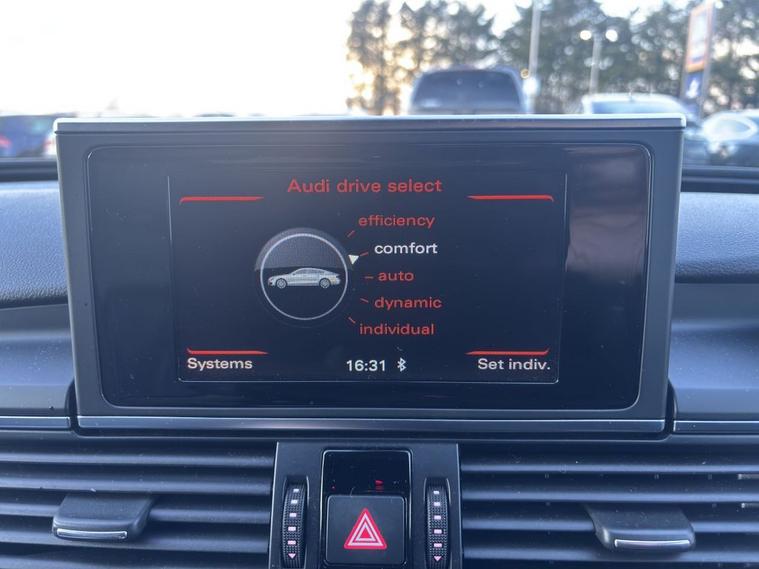 Audi drive select
efficiency
comfort
auto
dynamic
individual
Systems
16:31
Set indiv.